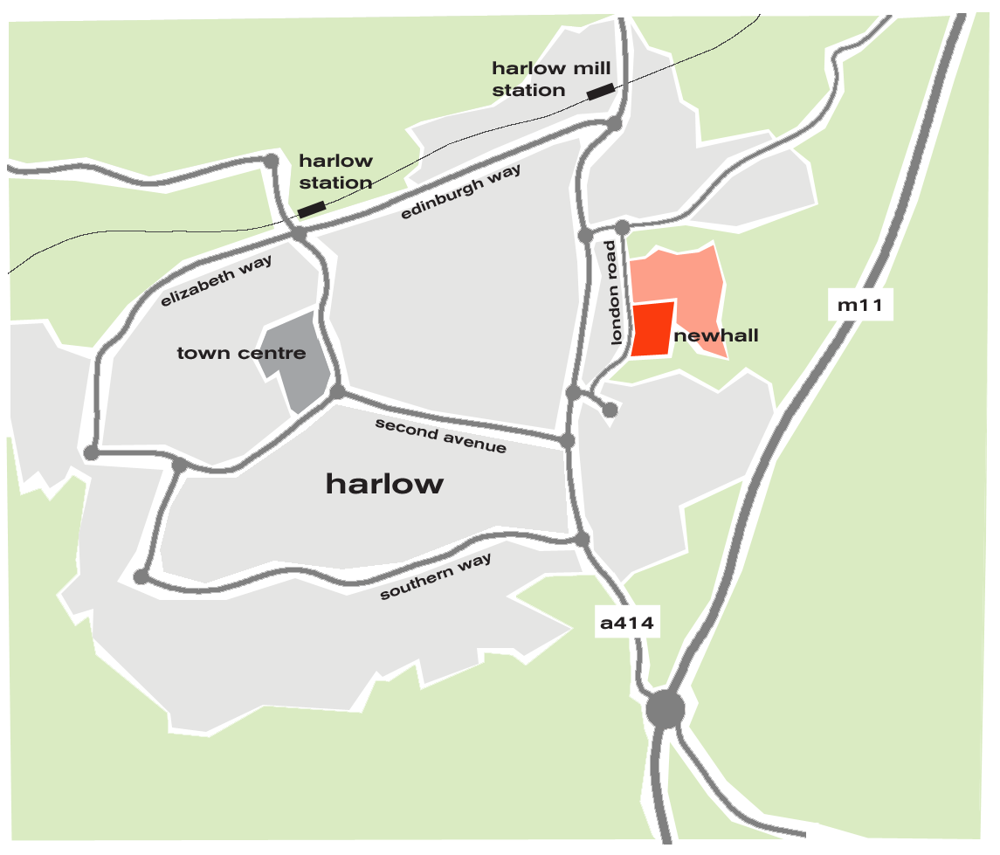 harlow mill
station
harlow
station
edinburgh way
elizabeth way
london road
m11
newhall
town centre
second avenue
harlow
southern way
a414